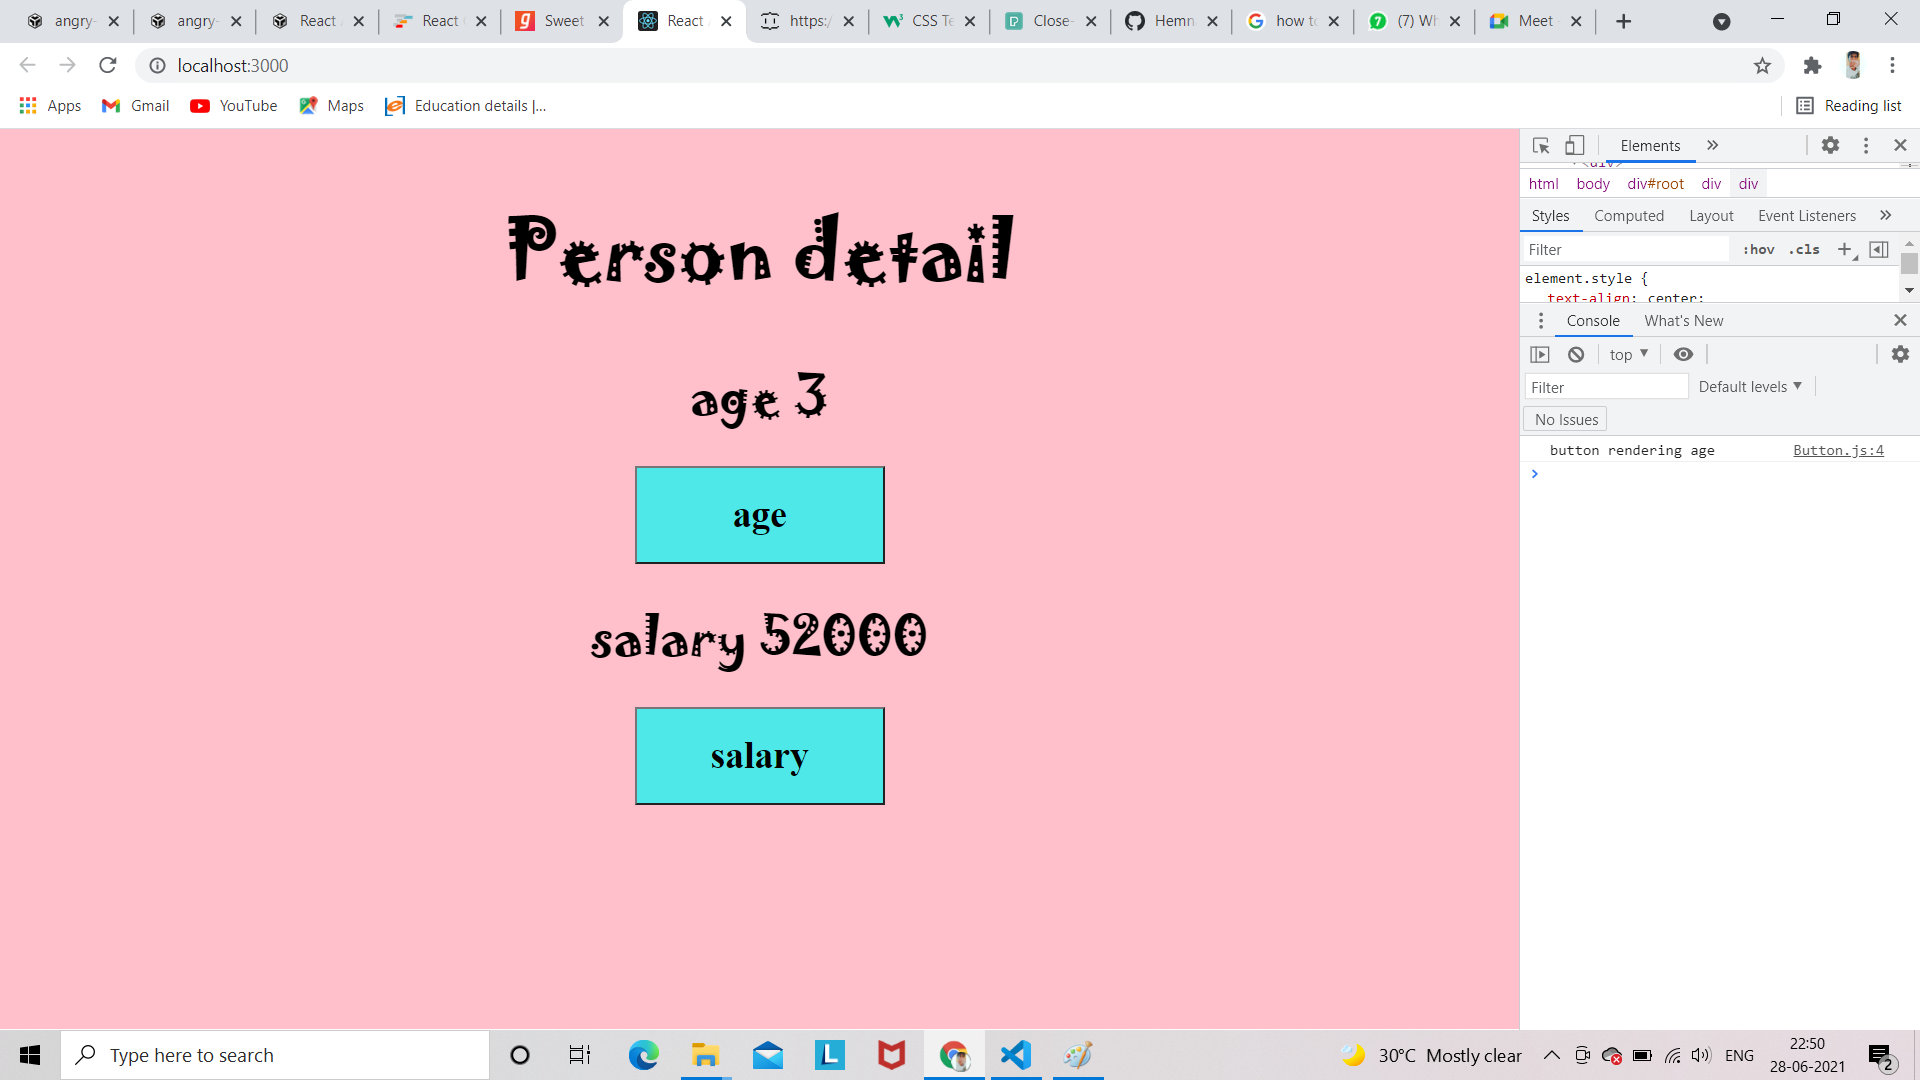 angry- angry- React React Sweet React https:/ CSS Te Close- Hemn how to (7) Wh Meet
localhost:3000
Apps Gmail YouTube Maps Education details |... Reading list
Elements
<div>
html body div#root div div
Styles Computed Layout Event Listeners
Filter :hov .cls
element.style {
text-align: center;
Console What's New
top
Filter Default levels
No Issues
button rendering age Button.js:4
Person detail
age 3
age
salary 52000
salary
Type here to search
30°C Mostly clear ENG 22:50
28-06-2021 2